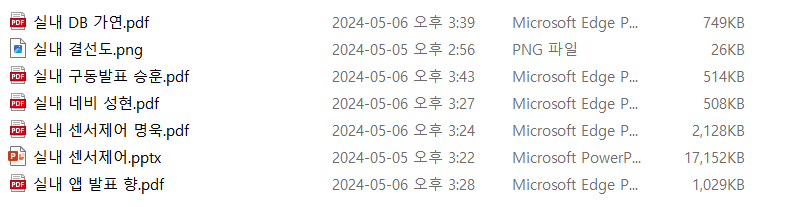 실내 DB 가연.pdf 2024-05-06 오후 3:39 Microsoft Edge P... 749KB
실내 결선도.png 2024-05-05 오후 2:56 PNG 파일 26KB
실내 구동발표 승훈.pdf 2024-05-06 오후 3:43 Microsoft Edge P... 514KB
실내 네비 성현.pdf 2024-05-06 오후 3:27 Microsoft Edge P... 508KB
실내 센서제어 명욱.pdf 2024-05-06 오후 3:24 Microsoft Edge P... 2,128KB
실내 센서제어.pptx 2024-05-05 오후 3:22 Microsoft PowerP... 17,152KB
실내 앱 발표 향.pdf 2024-05-06 오후 3:28 Microsoft Edge P... 1,029KB